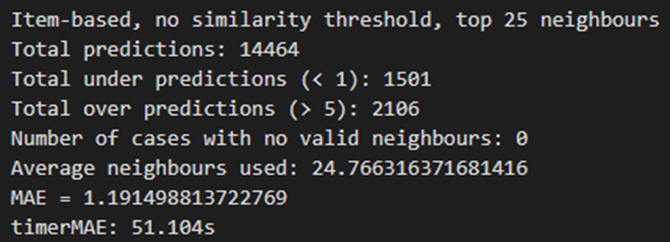 Item-based, no similarity threshold, top 25 neighbours
Total predictions: 14464
Total under predictions (< 1): 1501
Total over predictions (> 5): 2106
Number of cases with no valid neighbours: 0
Average neighbours used: 24.766316371681416
MAE = 1.191498813722769
timerMAE: 51.104s